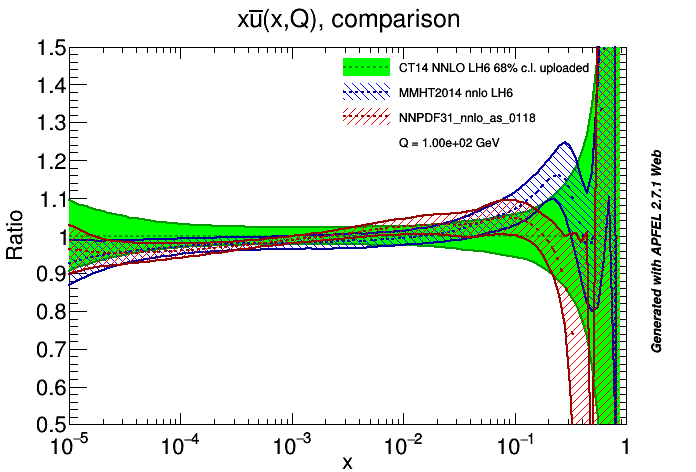 xu̅(x,Q), comparison
1.5
1.4
1.3
1.2
1.1
1
0.9
0.8
0.7
0.6
0.5
Ratio
CT14 NNLO LH6 68% c.l. uploaded
MMHT2014 nnlo LH6
NNPDF31_nnlo_as_0118
Q = 1.00e+02 GeV
10⁻⁵ 10⁻⁴ 10⁻³ 10⁻² 10⁻¹ 1
x
Generated with APFEL 2.7.1 Web